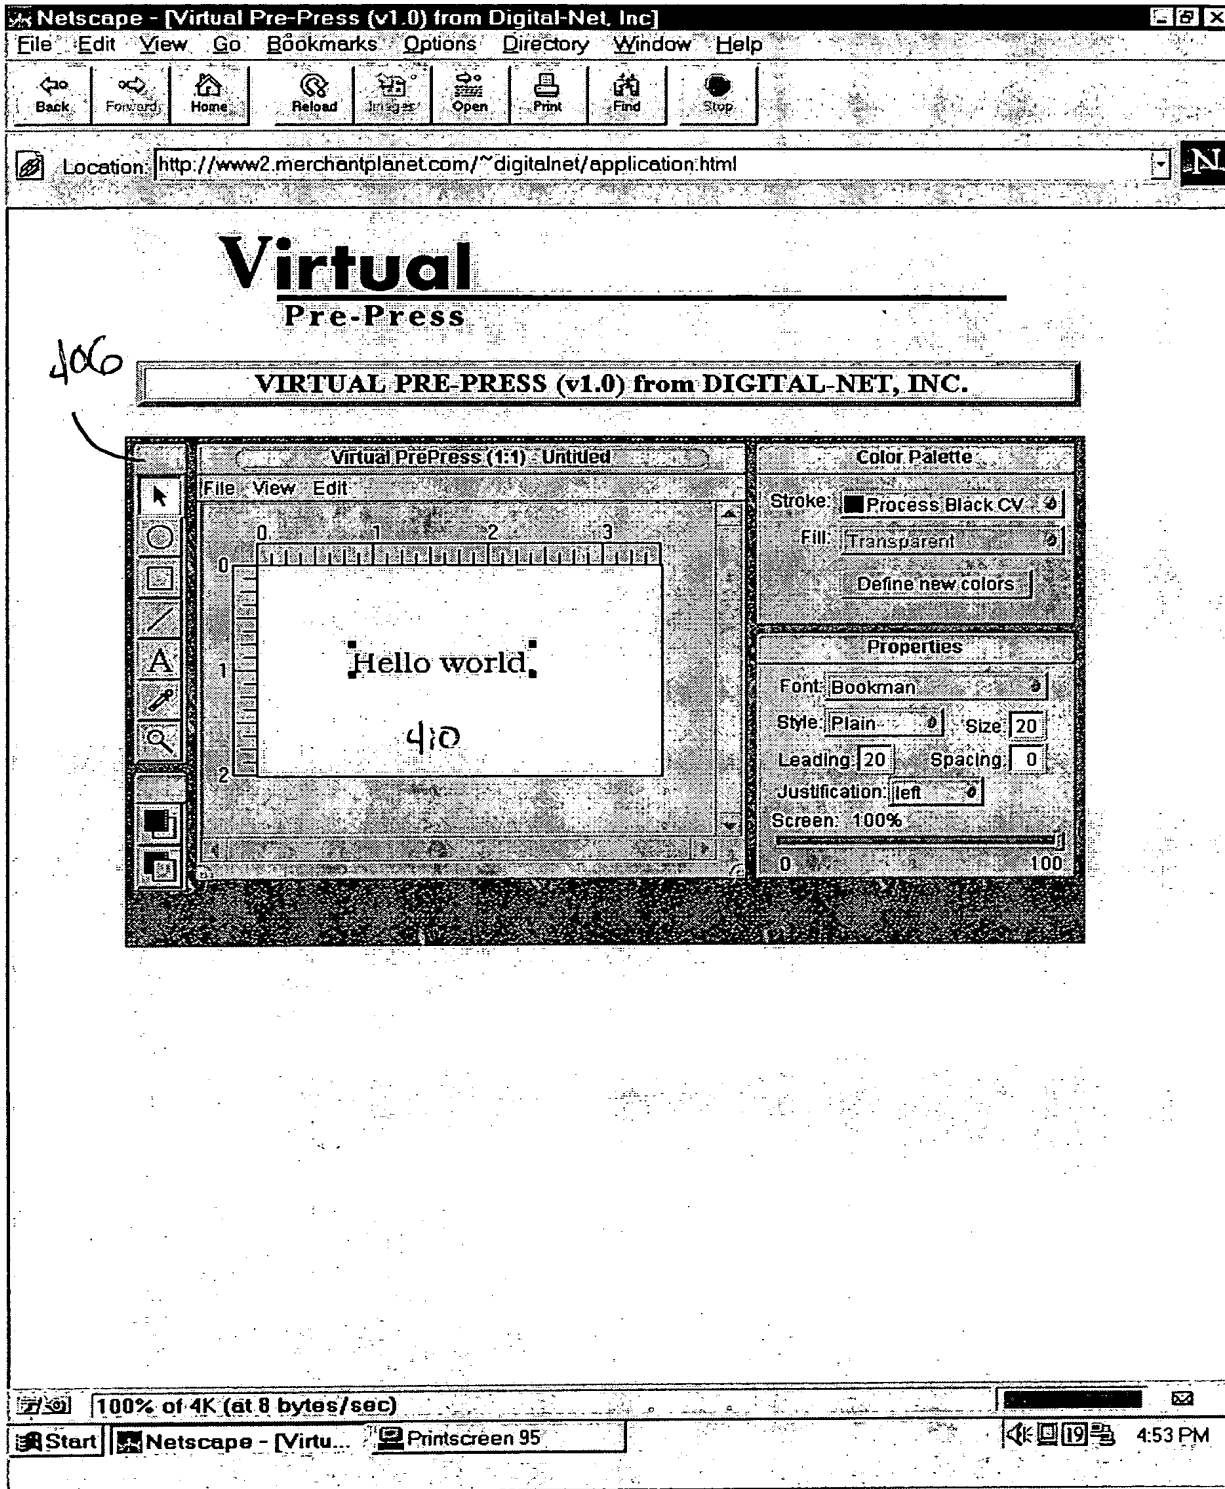 Netscape - [Virtual Pre-Press (v1.0) from Digital-Net, Inc]
File Edit View Go Bookmarks Options Directory Window Help
Back Forward Home Reload Images Open Print Find Stop
Location: http://www2.merchantplanet.com/~digitalnet/application.html
N
Virtual
Pre-Press
406
VIRTUAL PRE-PRESS (v1.0) from DIGITAL-NET, INC.
Virtual PrePress (1:1) - Untitled
File View Edit
0 1 2 3
0
1
2
A
Hello world
410
Color Palette
Stroke: Process Black CV
Fill: Transparent
Define new colors
Properties
Font: Bookman
Style: Plain Size: 20
Leading: 20 Spacing: 0
Justification: left
Screen: 100%
0 100
100% of 4K (at 8 bytes/sec)
Start Netscape - [Virtu... Printscreen 95 19 4:53 PM